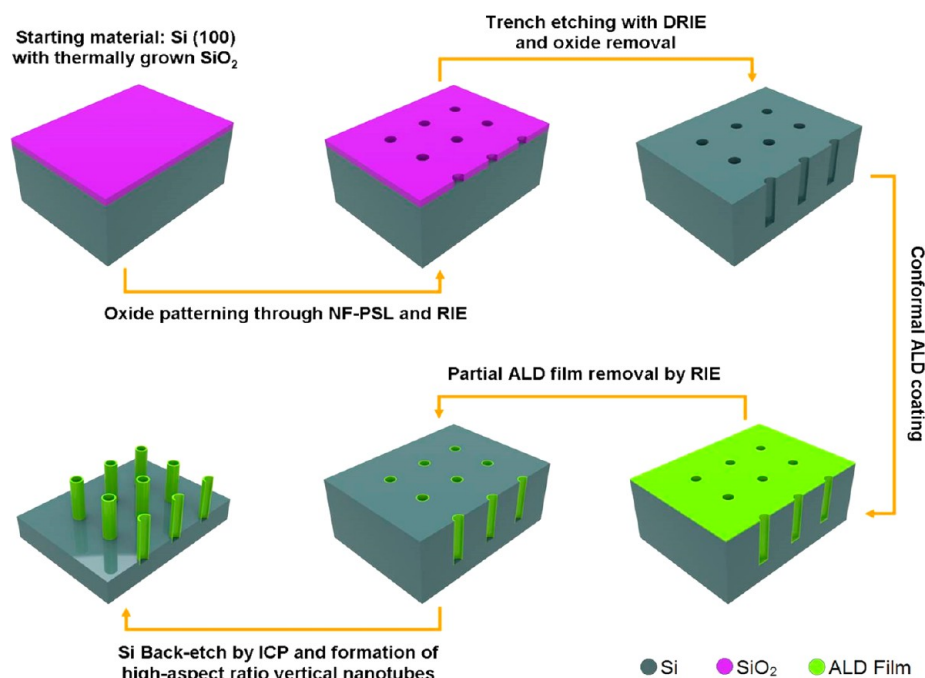 Starting material: Si (100)
with thermally grown SiO₂
Trench etching with DRIE
and oxide removal
Oxide patterning through NF-PSL and RIE
Conformal ALD
coating
Partial ALD film removal by RIE
Si Back-etch by ICP and formation of
high-aspect ratio vertical nanotubes
Si
SiO₂
ALD Film